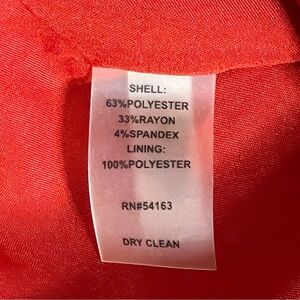 SHELL:
63%POLYESTER
33%RAYON
4%SPANDEX
LINING:
100%POLYESTER
RN#54163
DRY CLEAN